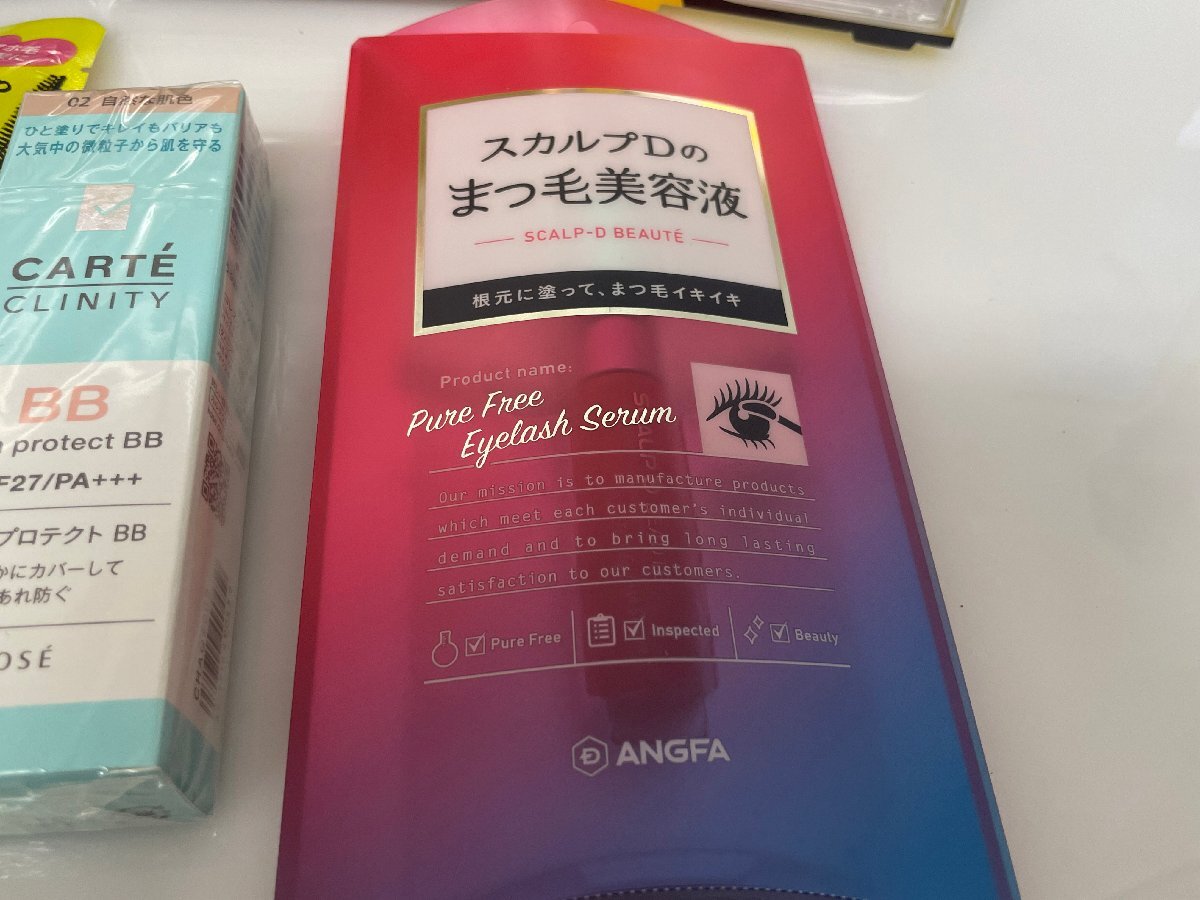 02 自然な肌色
ひと塗りでキレイもバリアも
大気中の微粒子から肌を守る
CARTÉ
CLINITY
BB
protect BB
F27/PA+++
プロテクト BB
かにカバーして
あれ防ぐ
OSÉ
スカルプDの
まつ毛美容液
SCALP-D BEAUTÉ
根元に塗って、まつ毛イキイキ
Product name:
Pure Free
Eyelash Serum
Our mission is to manufacture products
which meet each customer's individual
demand and to bring long lasting
satisfaction to our customers.
Pure Free
Inspected
Beauty
ANGFA